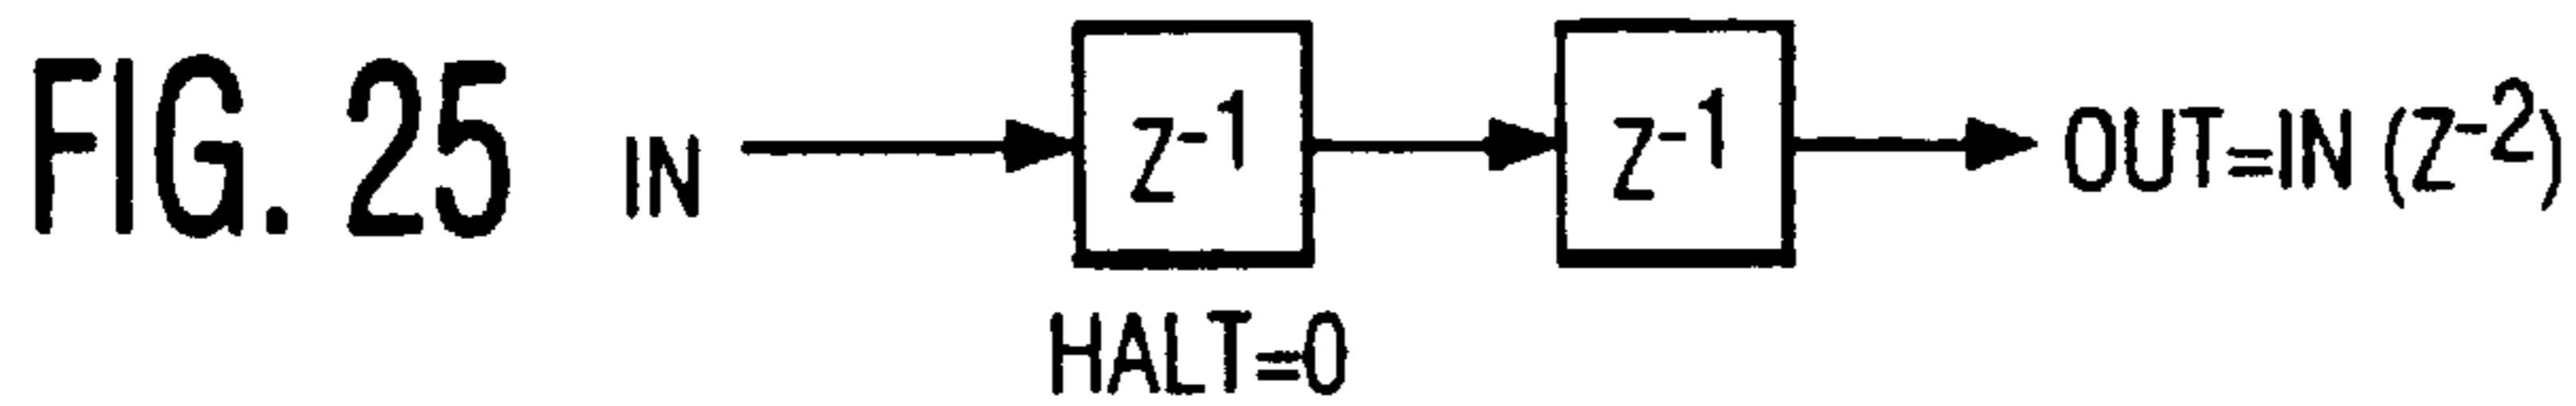 FIG. 25
IN
Z⁻¹
Z⁻¹
OUT=IN (Z⁻²)
HALT=0